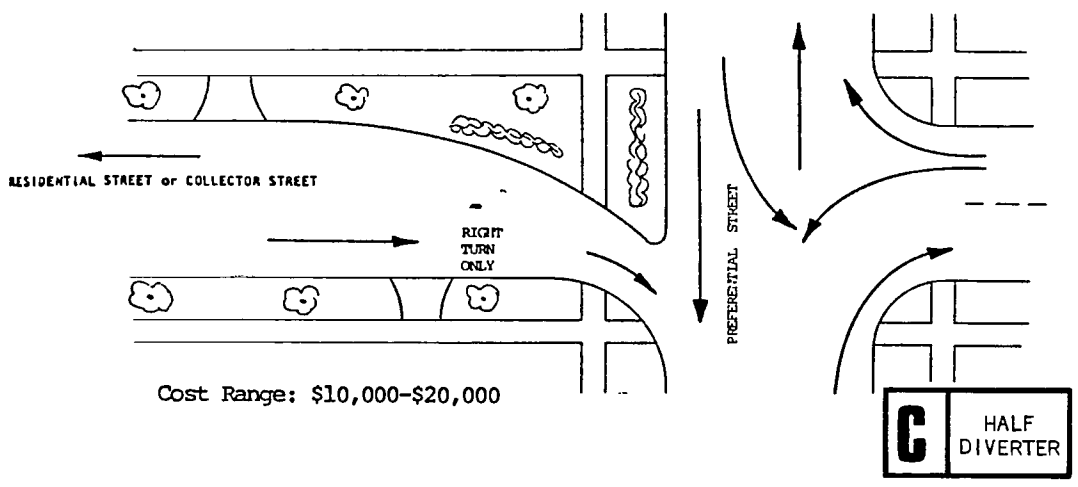 RESIDENTIAL STREET or COLLECTOR STREET
RIGHT
TURN
ONLY
PREFERENTIAL STREET
Cost Range: $10,000-$20,000
C
HALF
DIVERTER